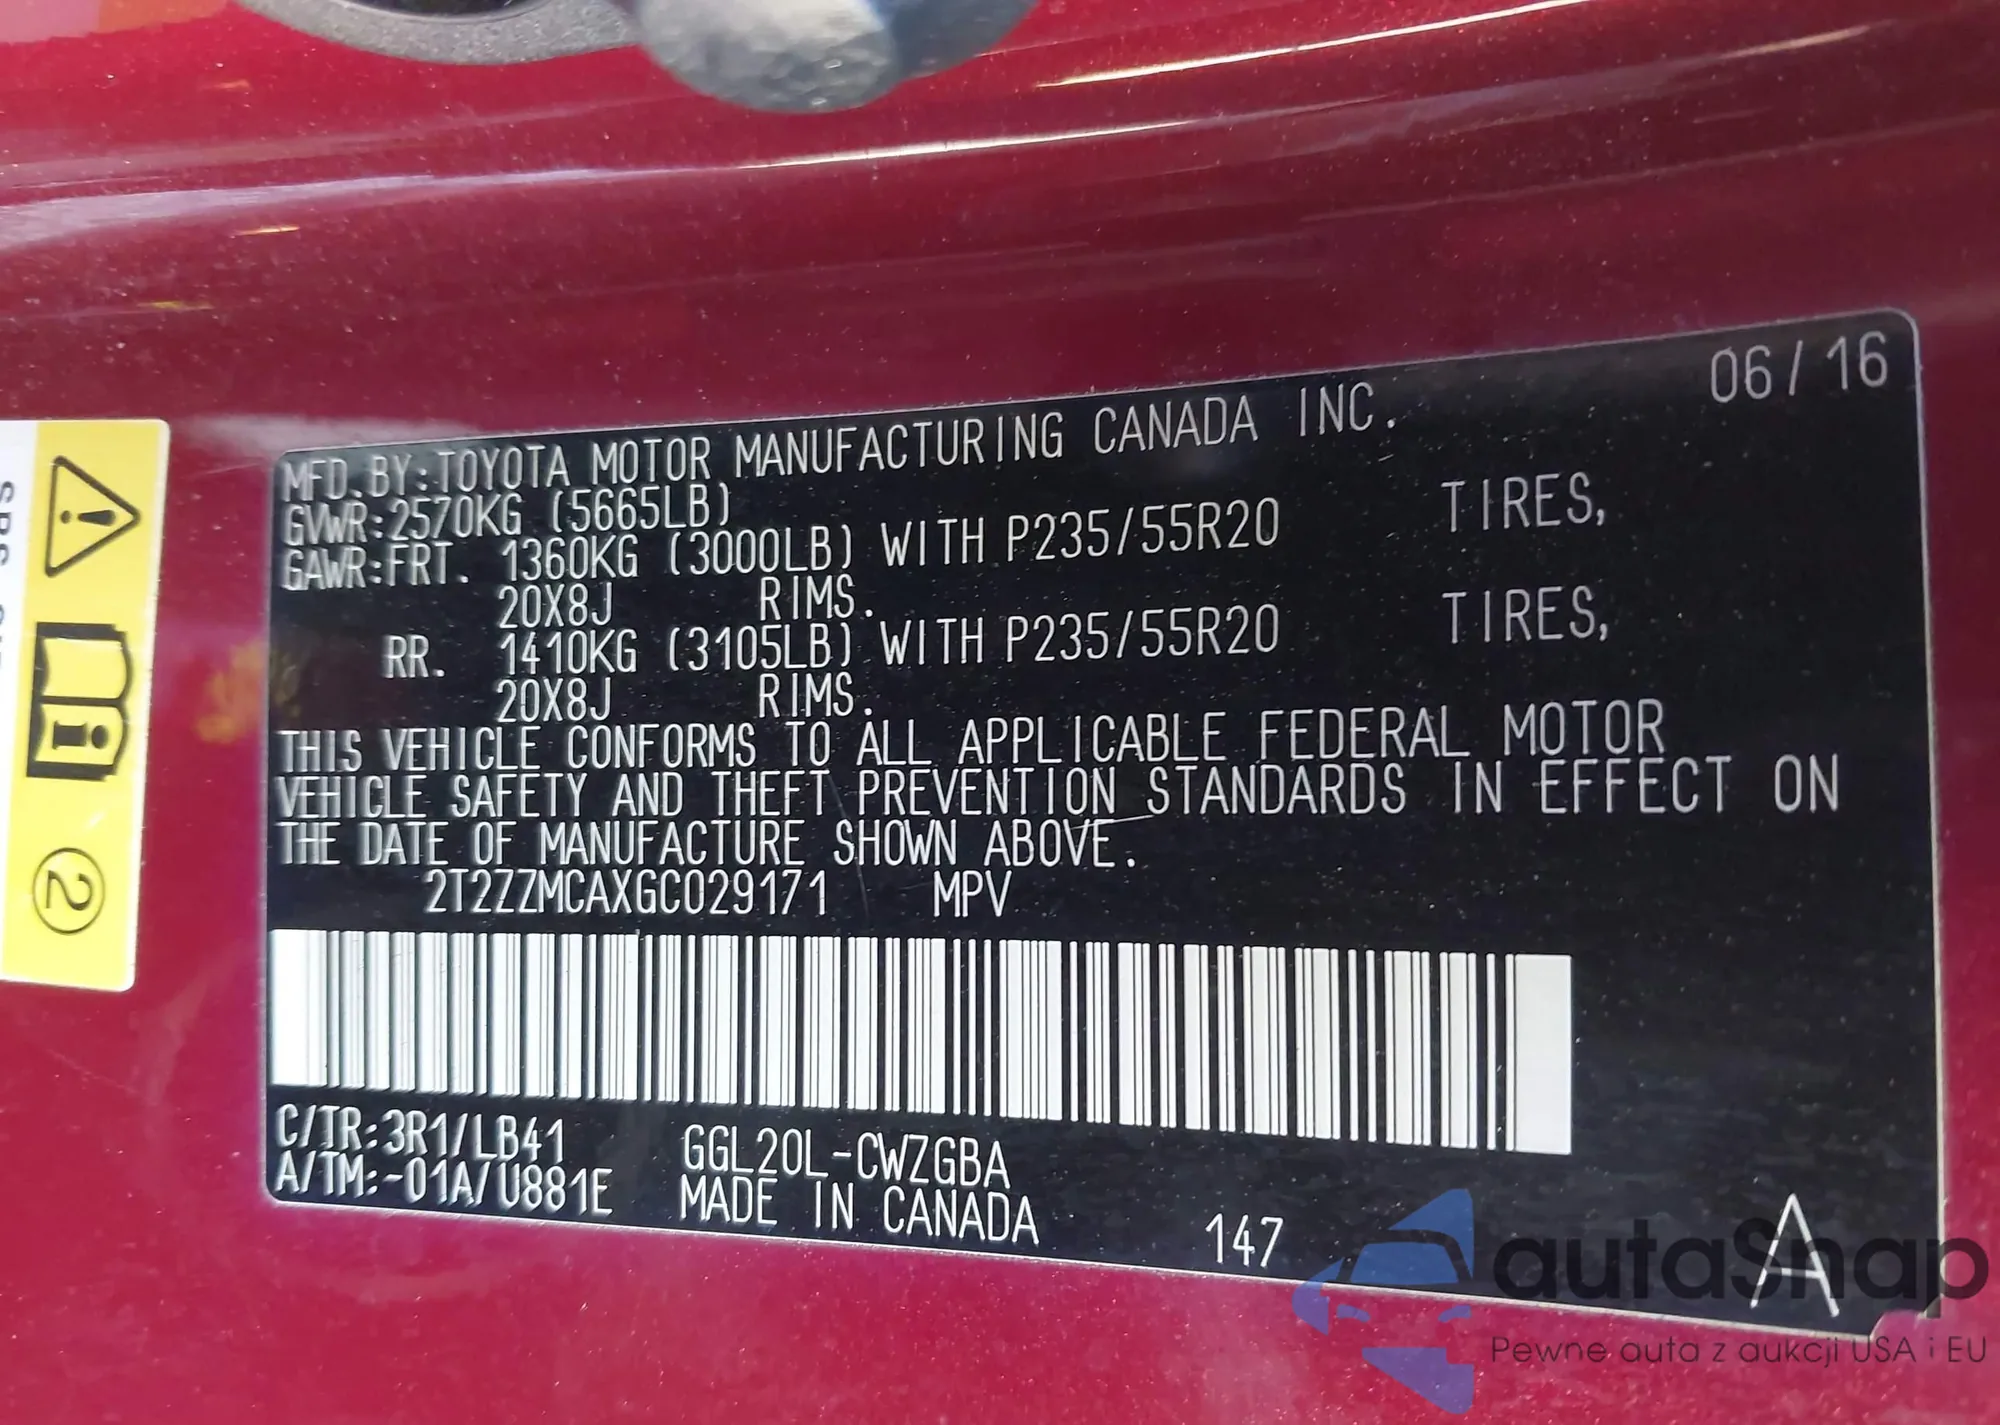 06/16
MFD.BY:TOYOTA MOTOR MANUFACTURING CANADA INC.
GVWR:2570KG (5665LB)
GAWR:FRT. 1360KG (3000LB) WITH P235/55R20 TIRES,
20X8J RIMS.
RR. 1410KG (3105LB) WITH P235/55R20 TIRES,
20X8J RIMS.
THIS VEHICLE CONFORMS TO ALL APPLICABLE FEDERAL MOTOR
VEHICLE SAFETY AND THEFT PREVENTION STANDARDS IN EFFECT ON
THE DATE OF MANUFACTURE SHOWN ABOVE.
2T2ZZMCAXGC029171 MPV
C/TR:3R1/LB41 GGL20L-CWZGBA
A/TM:-01A/U881E MADE IN CANADA
147
A
2
autaSnap
Pewne auta z aukcji USA i EU